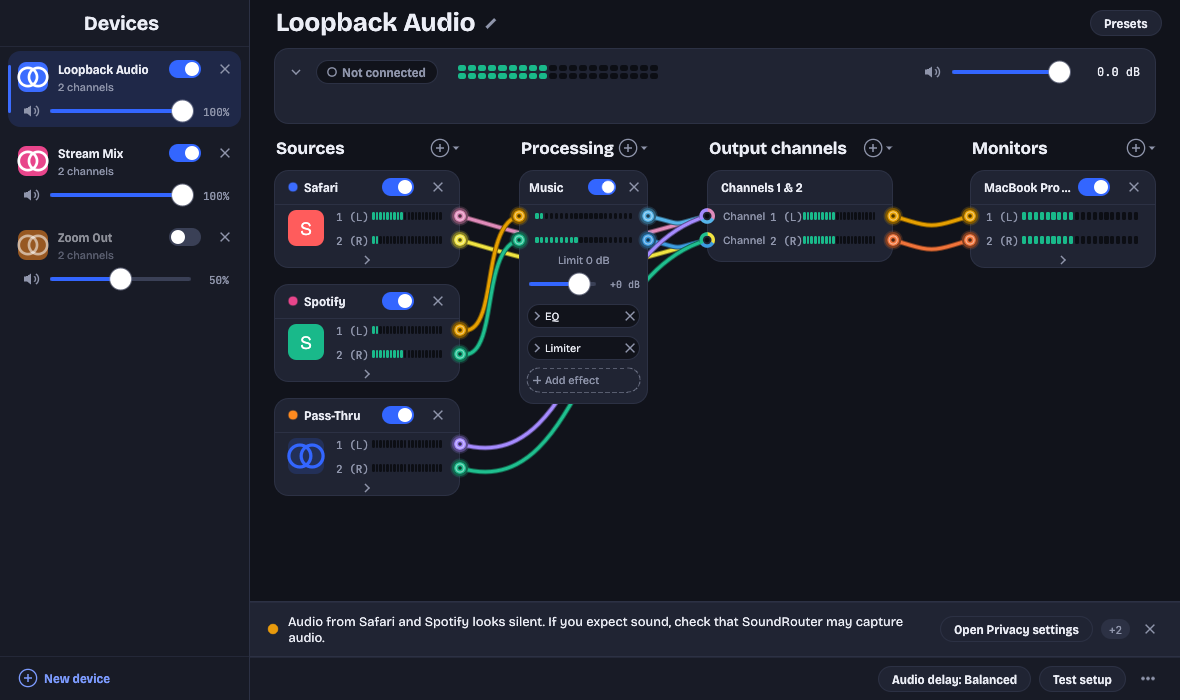 Devices
Loopback Audio
2 channels
100%
Stream Mix
2 channels
100%
Zoom Out
2 channels
50%
New device
Loopback Audio
Presets
Not connected
0.0 dB
Sources
Processing
Output channels
Monitors
Safari
S
1 (L)
2 (R)
Spotify
S
1 (L)
2 (R)
Pass-Thru
1 (L)
2 (R)
Music
Limit 0 dB
+0 dB
EQ
Limiter
+ Add effect
Channels 1 & 2
Channel 1 (L)
Channel 2 (R)
MacBook Pro ...
1 (L)
2 (R)
Audio from Safari and Spotify looks silent. If you expect sound, check that SoundRouter may capture
audio.
Open Privacy settings
+2
Audio delay: Balanced
Test setup